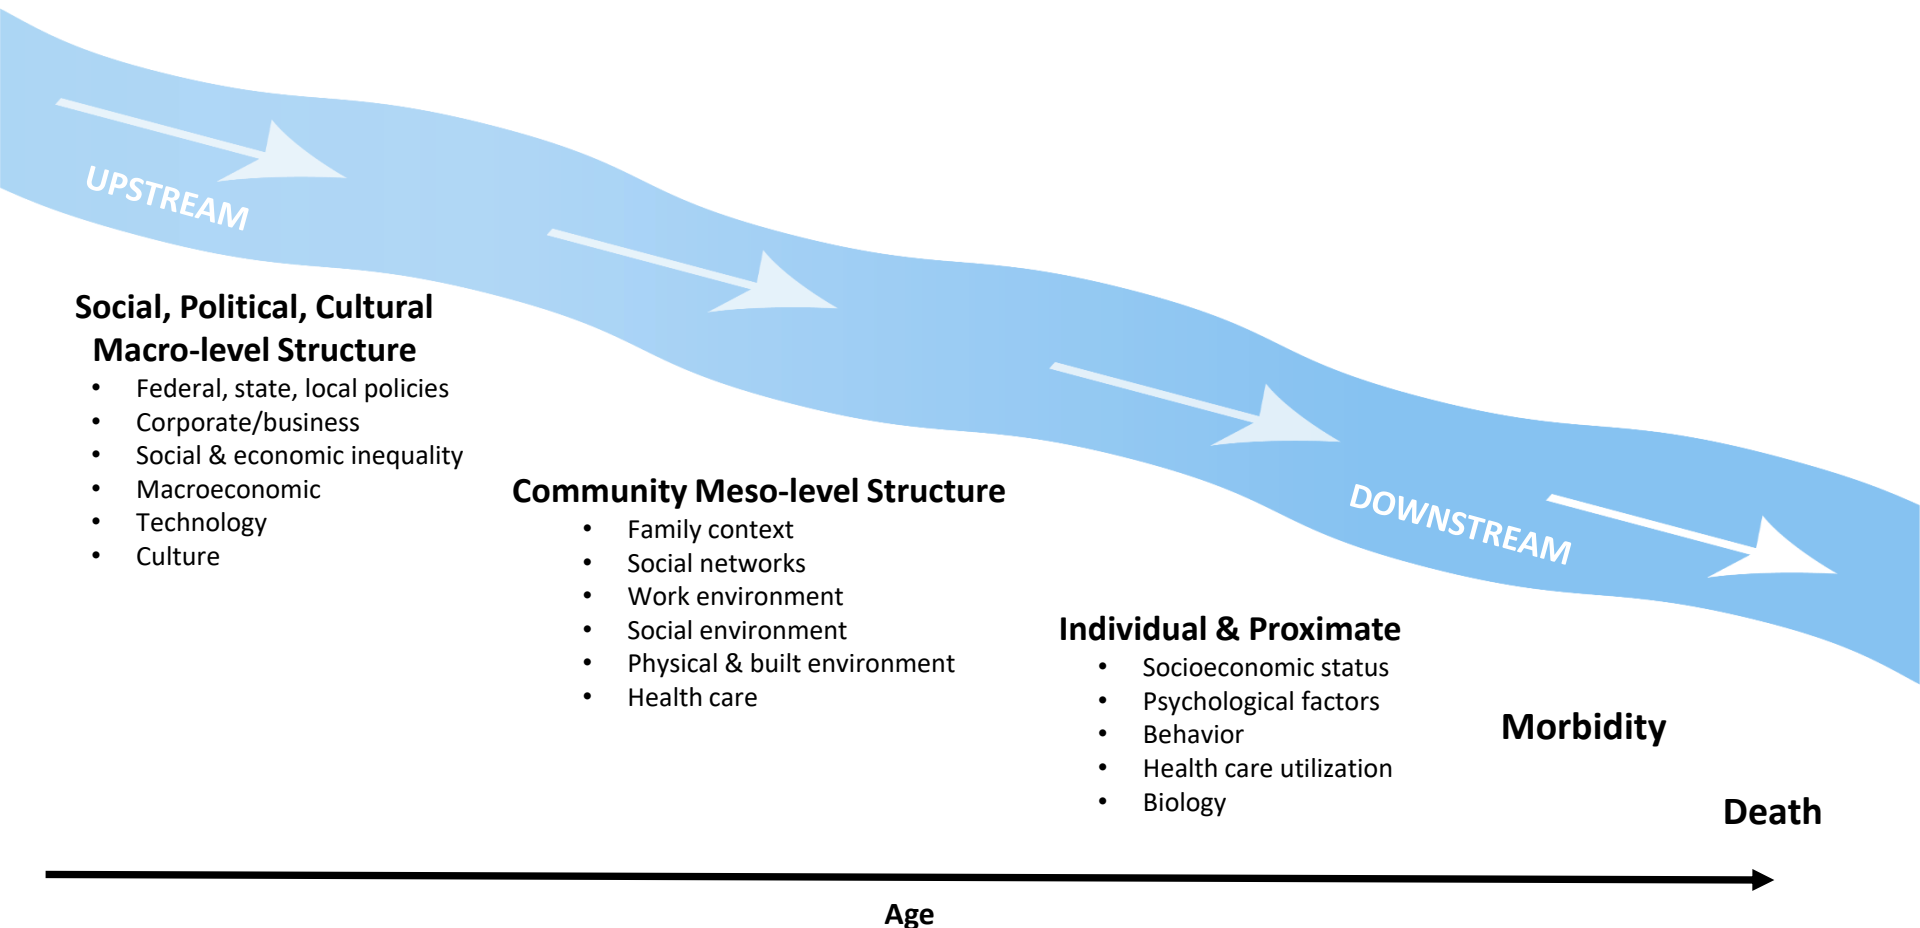 UPSTREAM
Social, Political, Cultural
Macro-level Structure
• Federal, state, local policies
• Corporate/business
• Social & economic inequality
• Macroeconomic
• Technology
• Culture
Community Meso-level Structure
• Family context
• Social networks
• Work environment
• Social environment
• Physical & built environment
• Health care
DOWNSTREAM
Individual & Proximate
• Socioeconomic status
• Psychological factors
• Behavior
• Health care utilization
• Biology
Morbidity
Death
Age